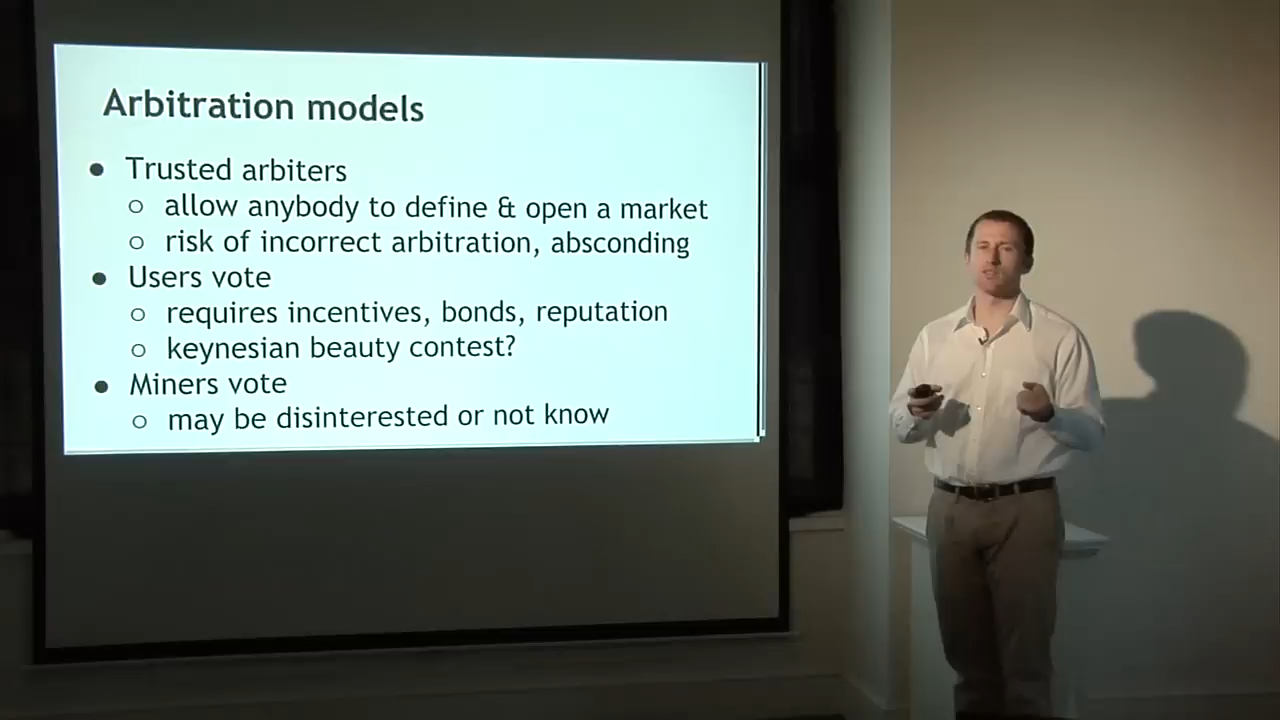 Arbitration models
● Trusted arbiters
○ allow anybody to define & open a market
○ risk of incorrect arbitration, absconding
● Users vote
○ requires incentives, bonds, reputation
○ keynesian beauty contest?
● Miners vote
○ may be disinterested or not know